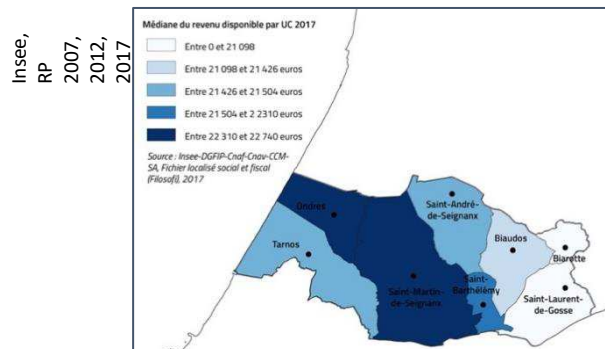 Insee,
RP
2007,
2012,
2017
Médiane du revenu disponible par UC 2017
Entre 0 et 21 098
Entre 21 098 et 21 426 euros
Entre 21 426 et 21 504 euros
Entre 21 504 et 2 2310 euros
Entre 22 310 et 22 740 euros
Source : Insee-DGFIP-Cnaf-Cnav-CCM-
SA, Fichier localisé social et fiscal
(Filosofi), 2017
Ondres
Saint-André-
de-Seignanx
Tarnos
Biaudos
Biarotte
Saint-Martin-
de-Seignanx
Saint-
Barthélémy
Saint-Laurent-
de-Gosse